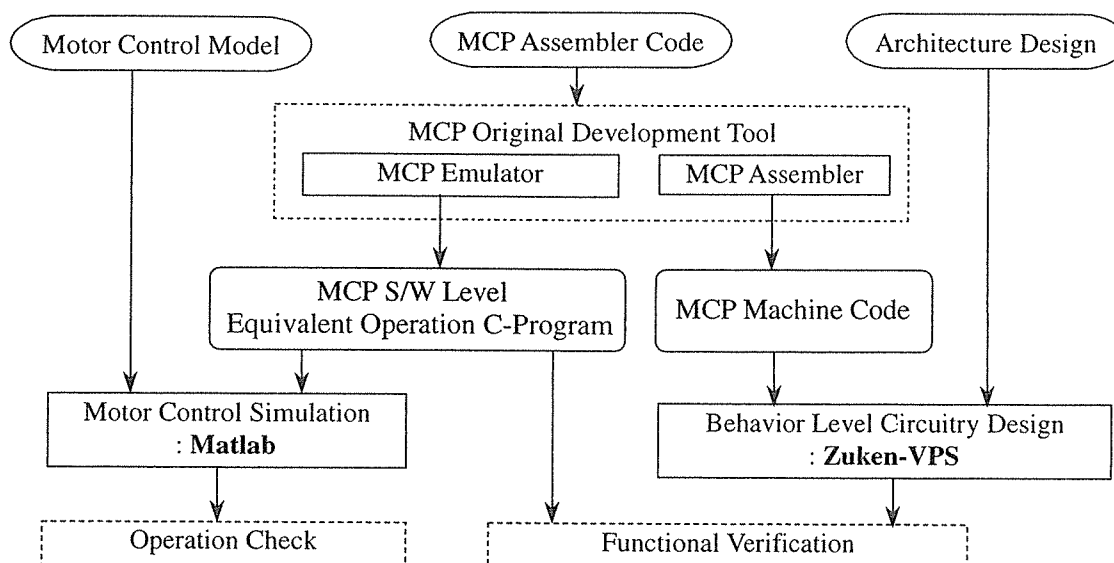 Motor Control Model
MCP Assembler Code
Architecture Design
MCP Original Development Tool
MCP Emulator
MCP Assembler
MCP S/W Level
Equivalent Operation C-Program
MCP Machine Code
Motor Control Simulation
: Matlab
Behavior Level Circuitry Design
: Zuken-VPS
Operation Check
Functional Verification